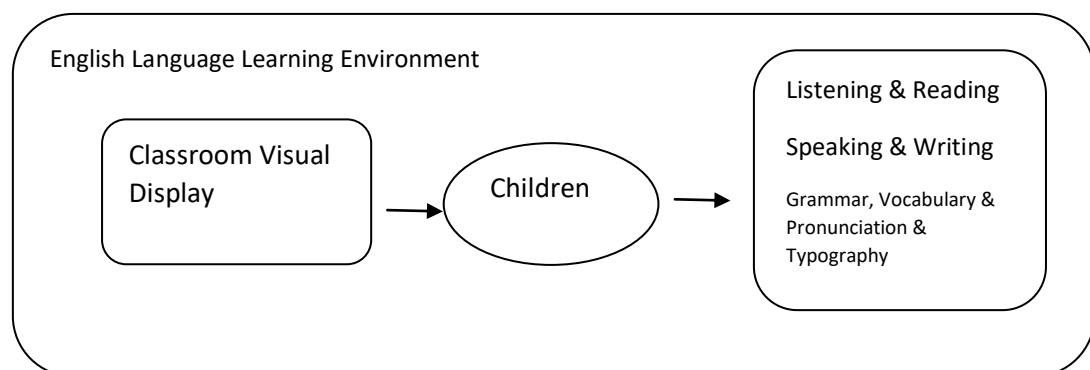 English Language Learning Environment
Classroom Visual
Display
Children
Listening & Reading
Speaking & Writing
Grammar, Vocabulary &
Pronunciation &
Typography